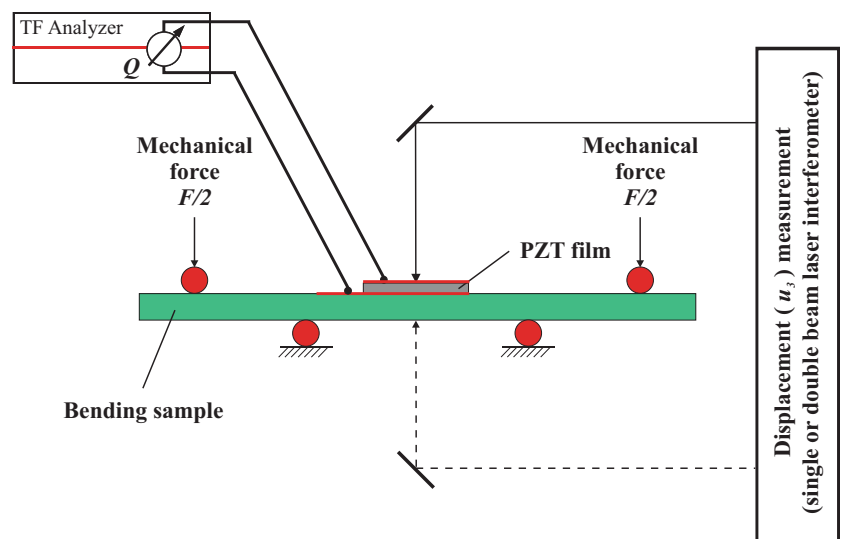 TF Analyzer
Q
Mechanical
force
F/2
Mechanical
force
F/2
PZT film
Bending sample
Displacement ( u₃ ) measurement
(single or double beam laser interferometer)